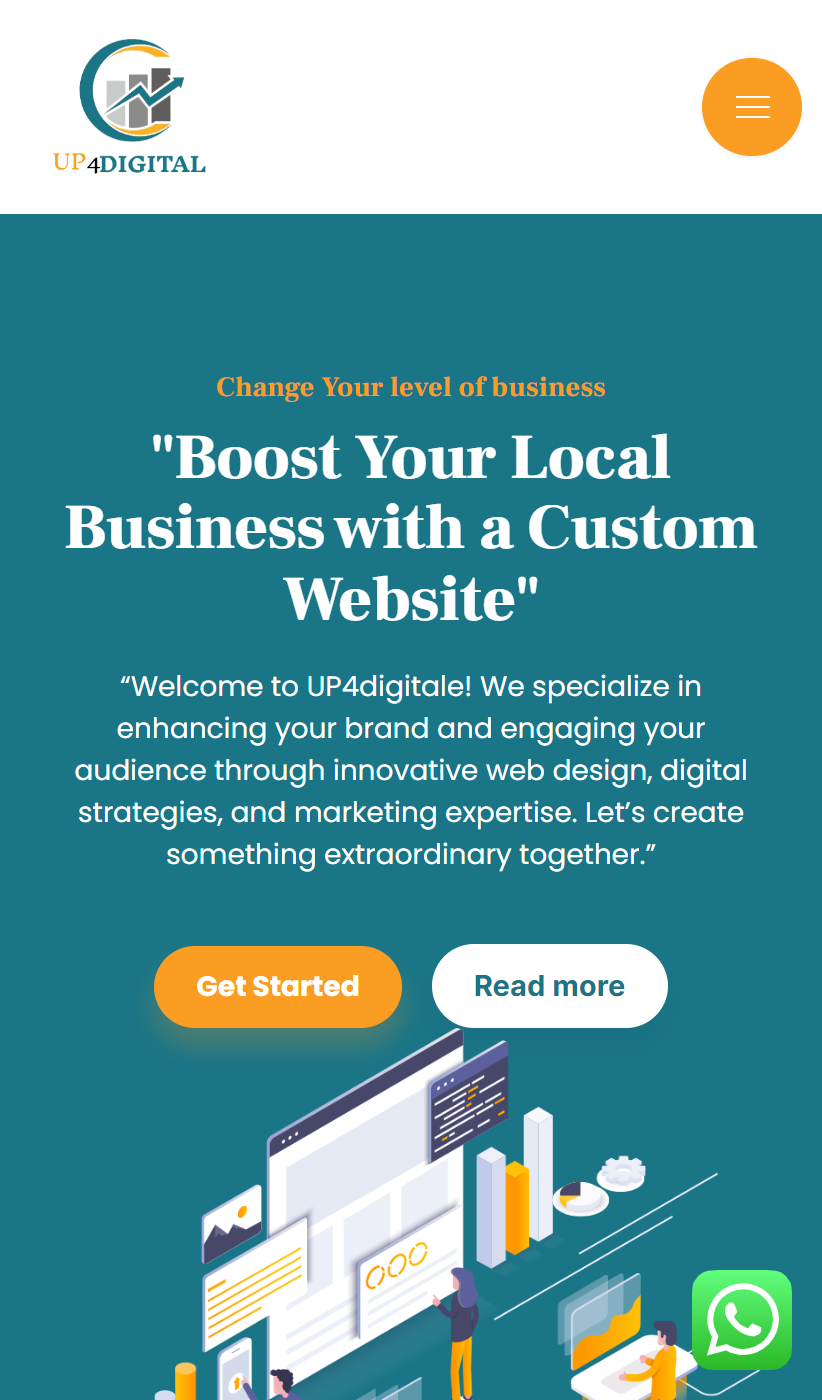 UP4DIGITAL
Change Your level of business
"Boost Your Local
Business with a Custom
Website"
“Welcome to UP4digitale! We specialize in
enhancing your brand and engaging your
audience through innovative web design, digital
strategies, and marketing expertise. Let’s create
something extraordinary together.”
Get Started
Read more